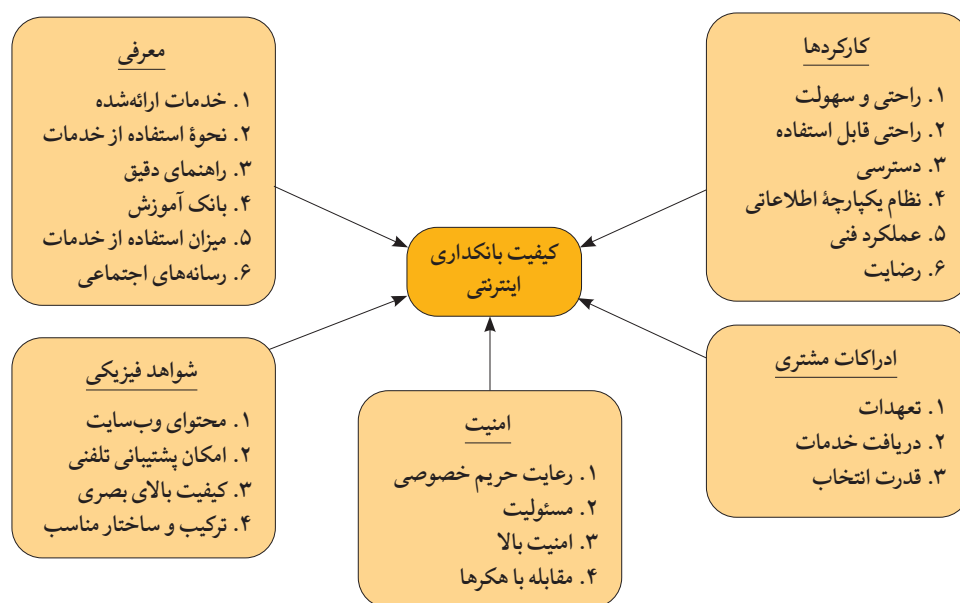 کارکردها
۱. راحتی و سهولت
۲. راحتی قابل استفاده
۳. دسترسی
۴. نظام یکپارچۀ اطلاعاتی
۵. عملکرد فنی
۶. رضایت
معرفی
۱. خدمات ارائه‌شده
۲. نحوۀ استفاده از خدمات
۳. راهنمای دقیق
۴. بانک آموزش
۵. میزان استفاده از خدمات
۶. رسانه‌های اجتماعی
کیفیت بانکداری
اینترنتی
ادراکات مشتری
۱. تعهدات
۲. دریافت خدمات
۳. قدرت انتخاب
امنیت
۱. رعایت حریم خصوصی
۲. مسئولیت
۳. امنیت بالا
۴. مقابله با هکرها
شواهد فیزیکی
۱. محتوای وب‌سایت
۲. امکان پشتیبانی تلفنی
۳. کیفیت بالای بصری
۴. ترکیب و ساختار مناسب